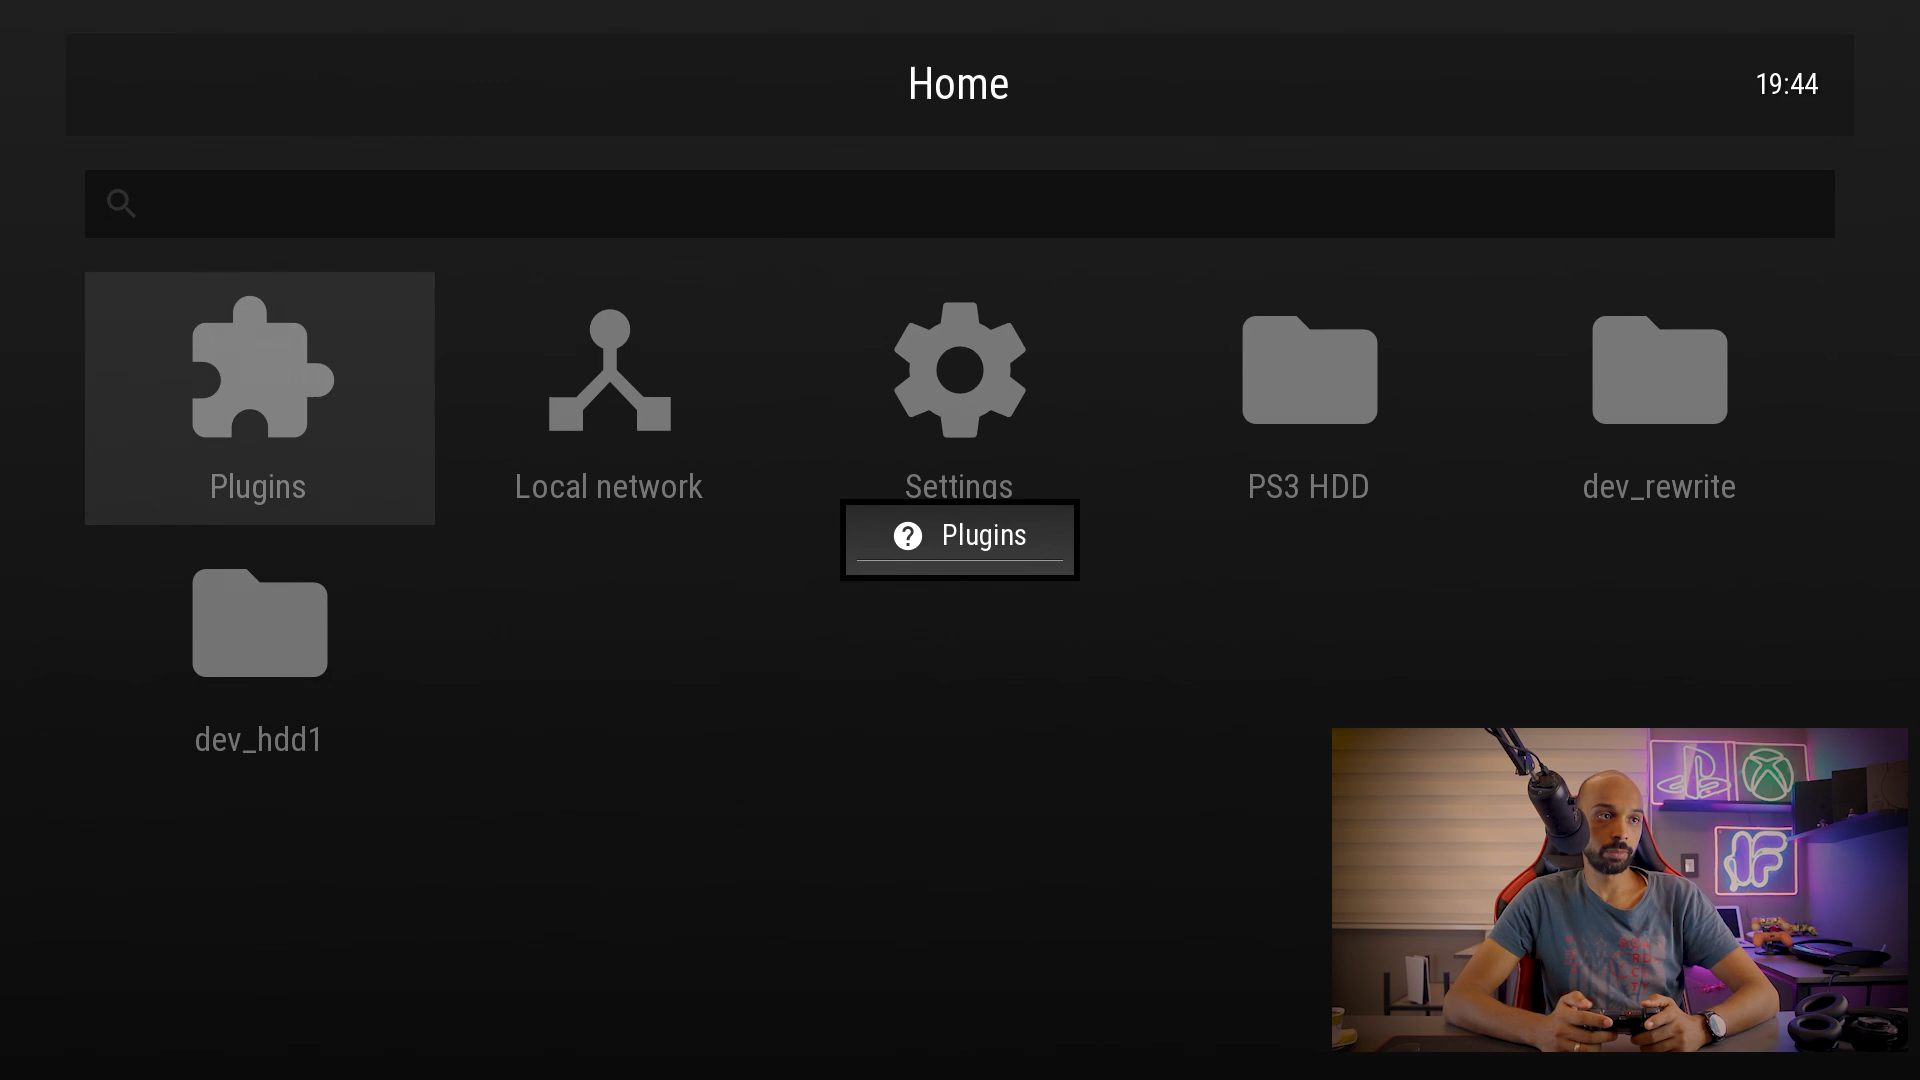 Home
19:44
Plugins
Local network
Settings
PS3 HDD
dev_rewrite
Plugins
dev_hdd1